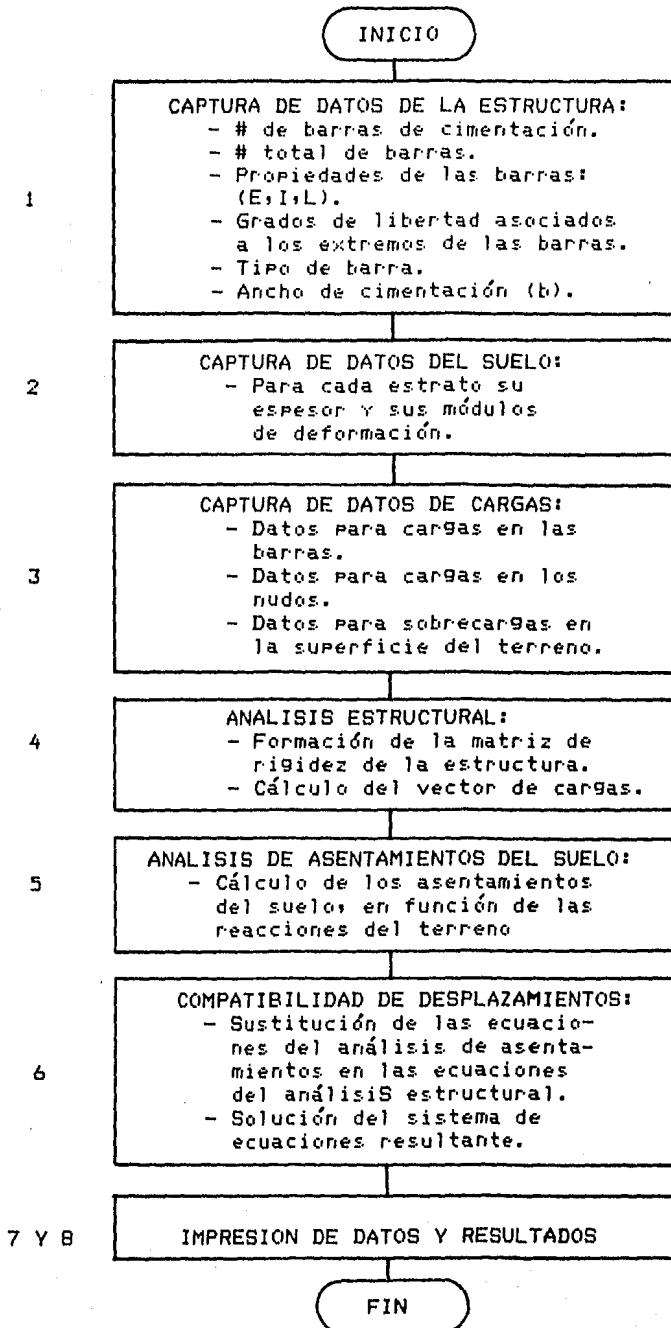 INICIO
CAPTURA DE DATOS DE LA ESTRUCTURA:
- # de barras de cimentación.
- # total de barras.
- Propiedades de las barras:
(E,I,L).
1
- Grados de libertad asociados
a los extremos de las barras.
- Tipo de barra.
- Ancho de cimentación (b).
CAPTURA DE DATOS DEL SUELO:
2
- Para cada estrato su
espesor y sus módulos
de deformación.
CAPTURA DE DATOS DE CARGAS:
- Datos para cargas en las
barras.
3
- Datos para cargas en los
nudos.
- Datos para sobrecargas en
la superficie del terreno.
ANALISIS ESTRUCTURAL:
4
- Formación de la matriz de
rigidez de la estructura.
- Cálculo del vector de cargas.
ANALISIS DE ASENTAMIENTOS DEL SUELO:
5
- Cálculo de los asentamientos
del suelo, en función de las
reacciones del terreno
COMPATIBILIDAD DE DESPLAZAMIENTOS:
- Sustitución de las ecuacio-
nes del análisis de asenta-
6
mientos en las ecuaciones
del análisiS estructural.
- Solución del sistema de
ecuaciones resultante.
7 Y 8
IMPRESION DE DATOS Y RESULTADOS
FIN